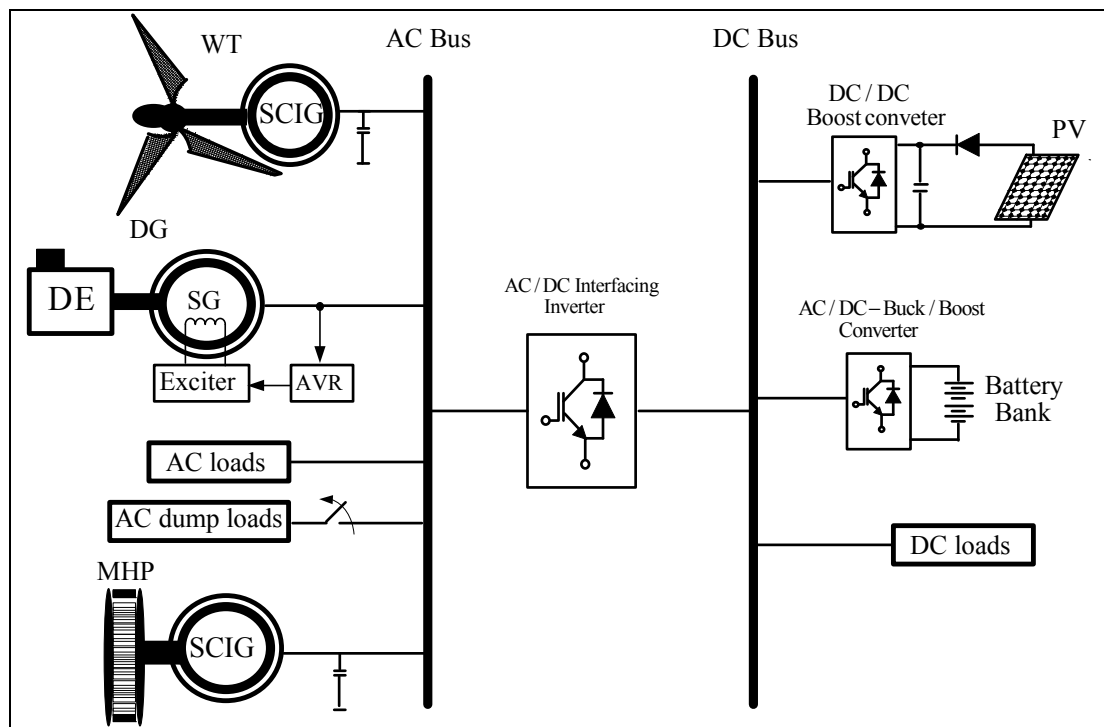 WT
AC Bus
DC Bus
SCIG
DC / DC
Boost conveter
PV
DG
DE
SG
Exciter
AVR
AC / DC Interfacing
Inverter
AC / DC – Buck / Boost
Converter
Battery
Bank
AC loads
AC dump loads
DC loads
MHP
SCIG